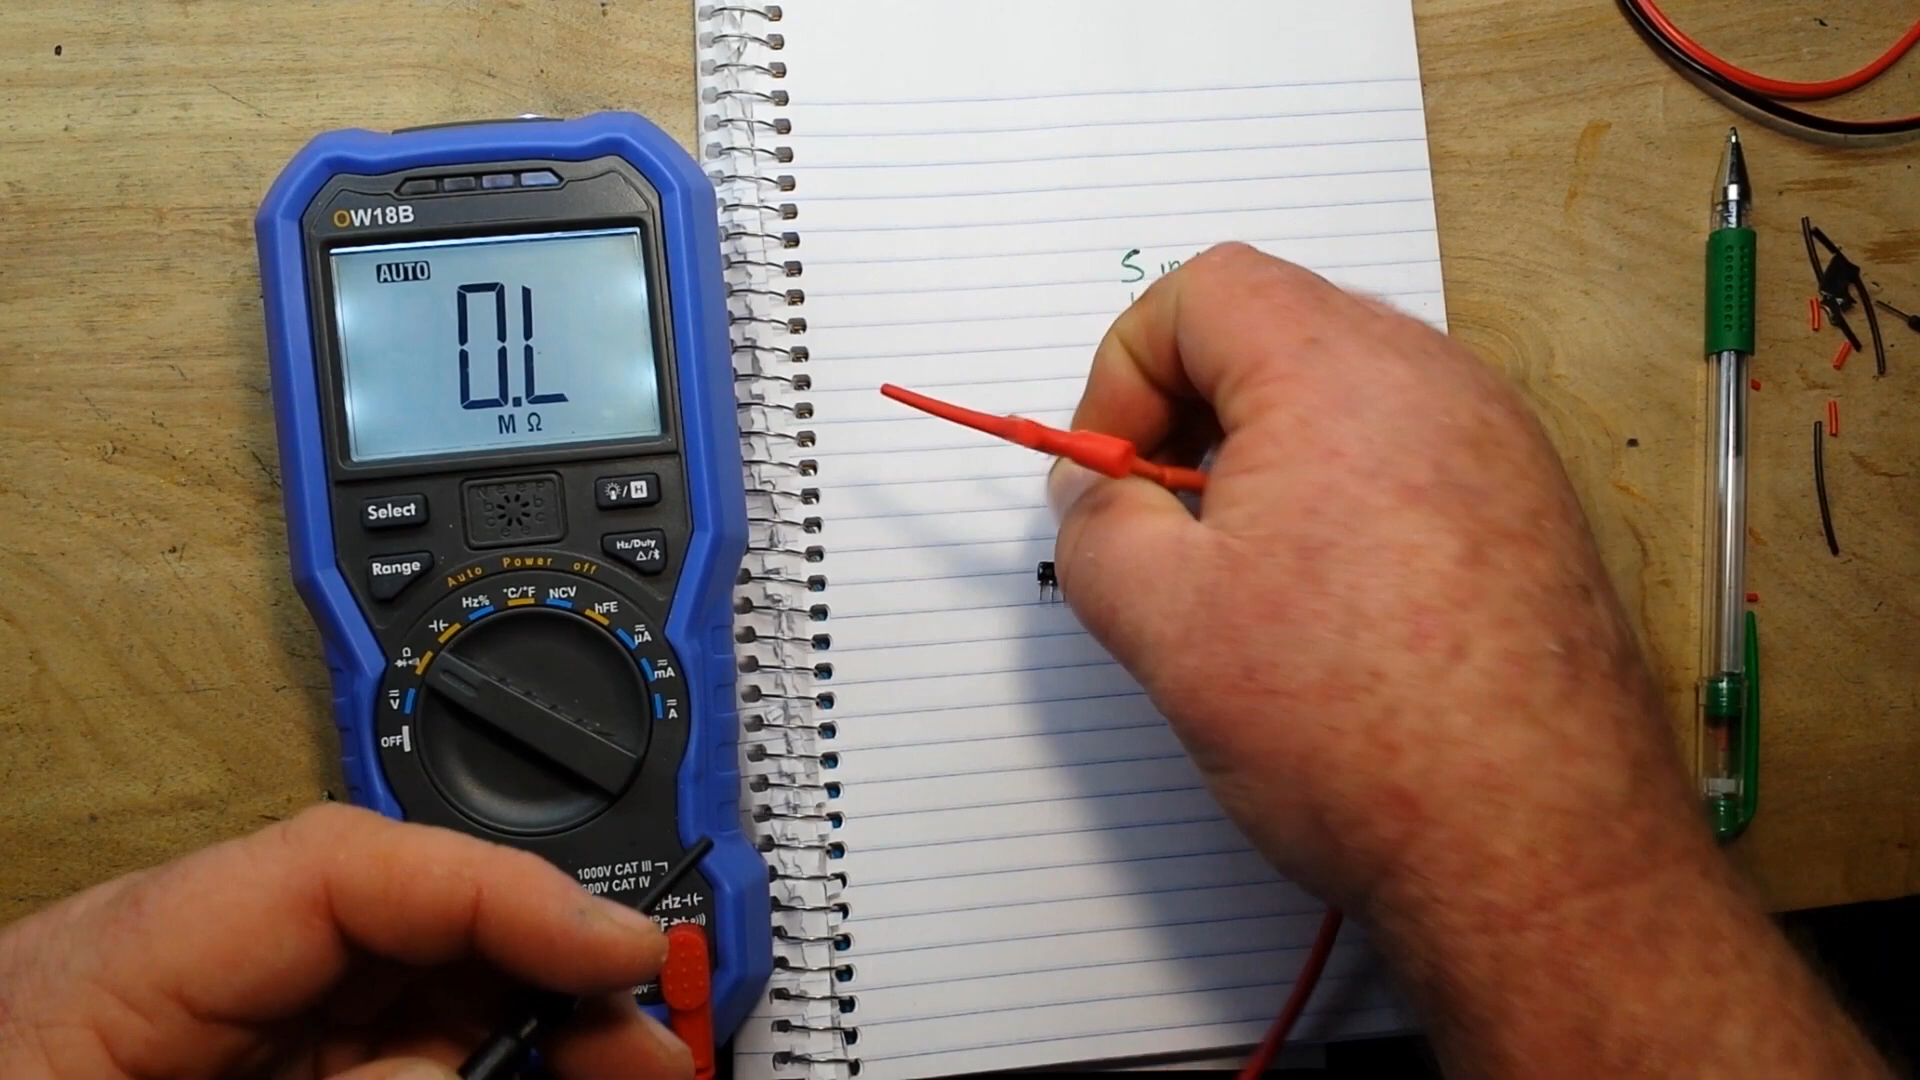 OW18B
AUTO
0.L
M Ω
Select
H
Range
Hz/Duty
Δ/
Auto Power off
Hz%
°C/°F
NCV
hFE
Ω
µA
V
mA
A
OFF
1000V CAT III
600V CAT IV